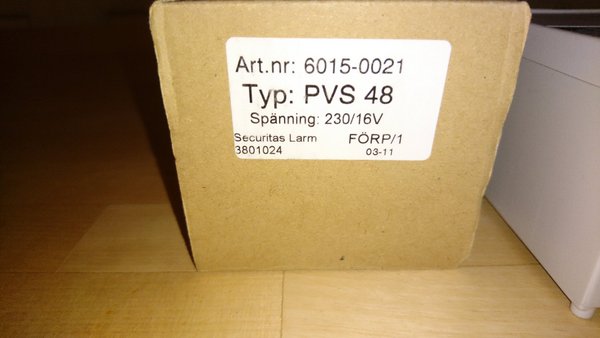 Art.nr: 6015-0021
Typ: PVS 48
Spänning: 230/16V
Securitas Larm FÖRP/1
3801024 03-11